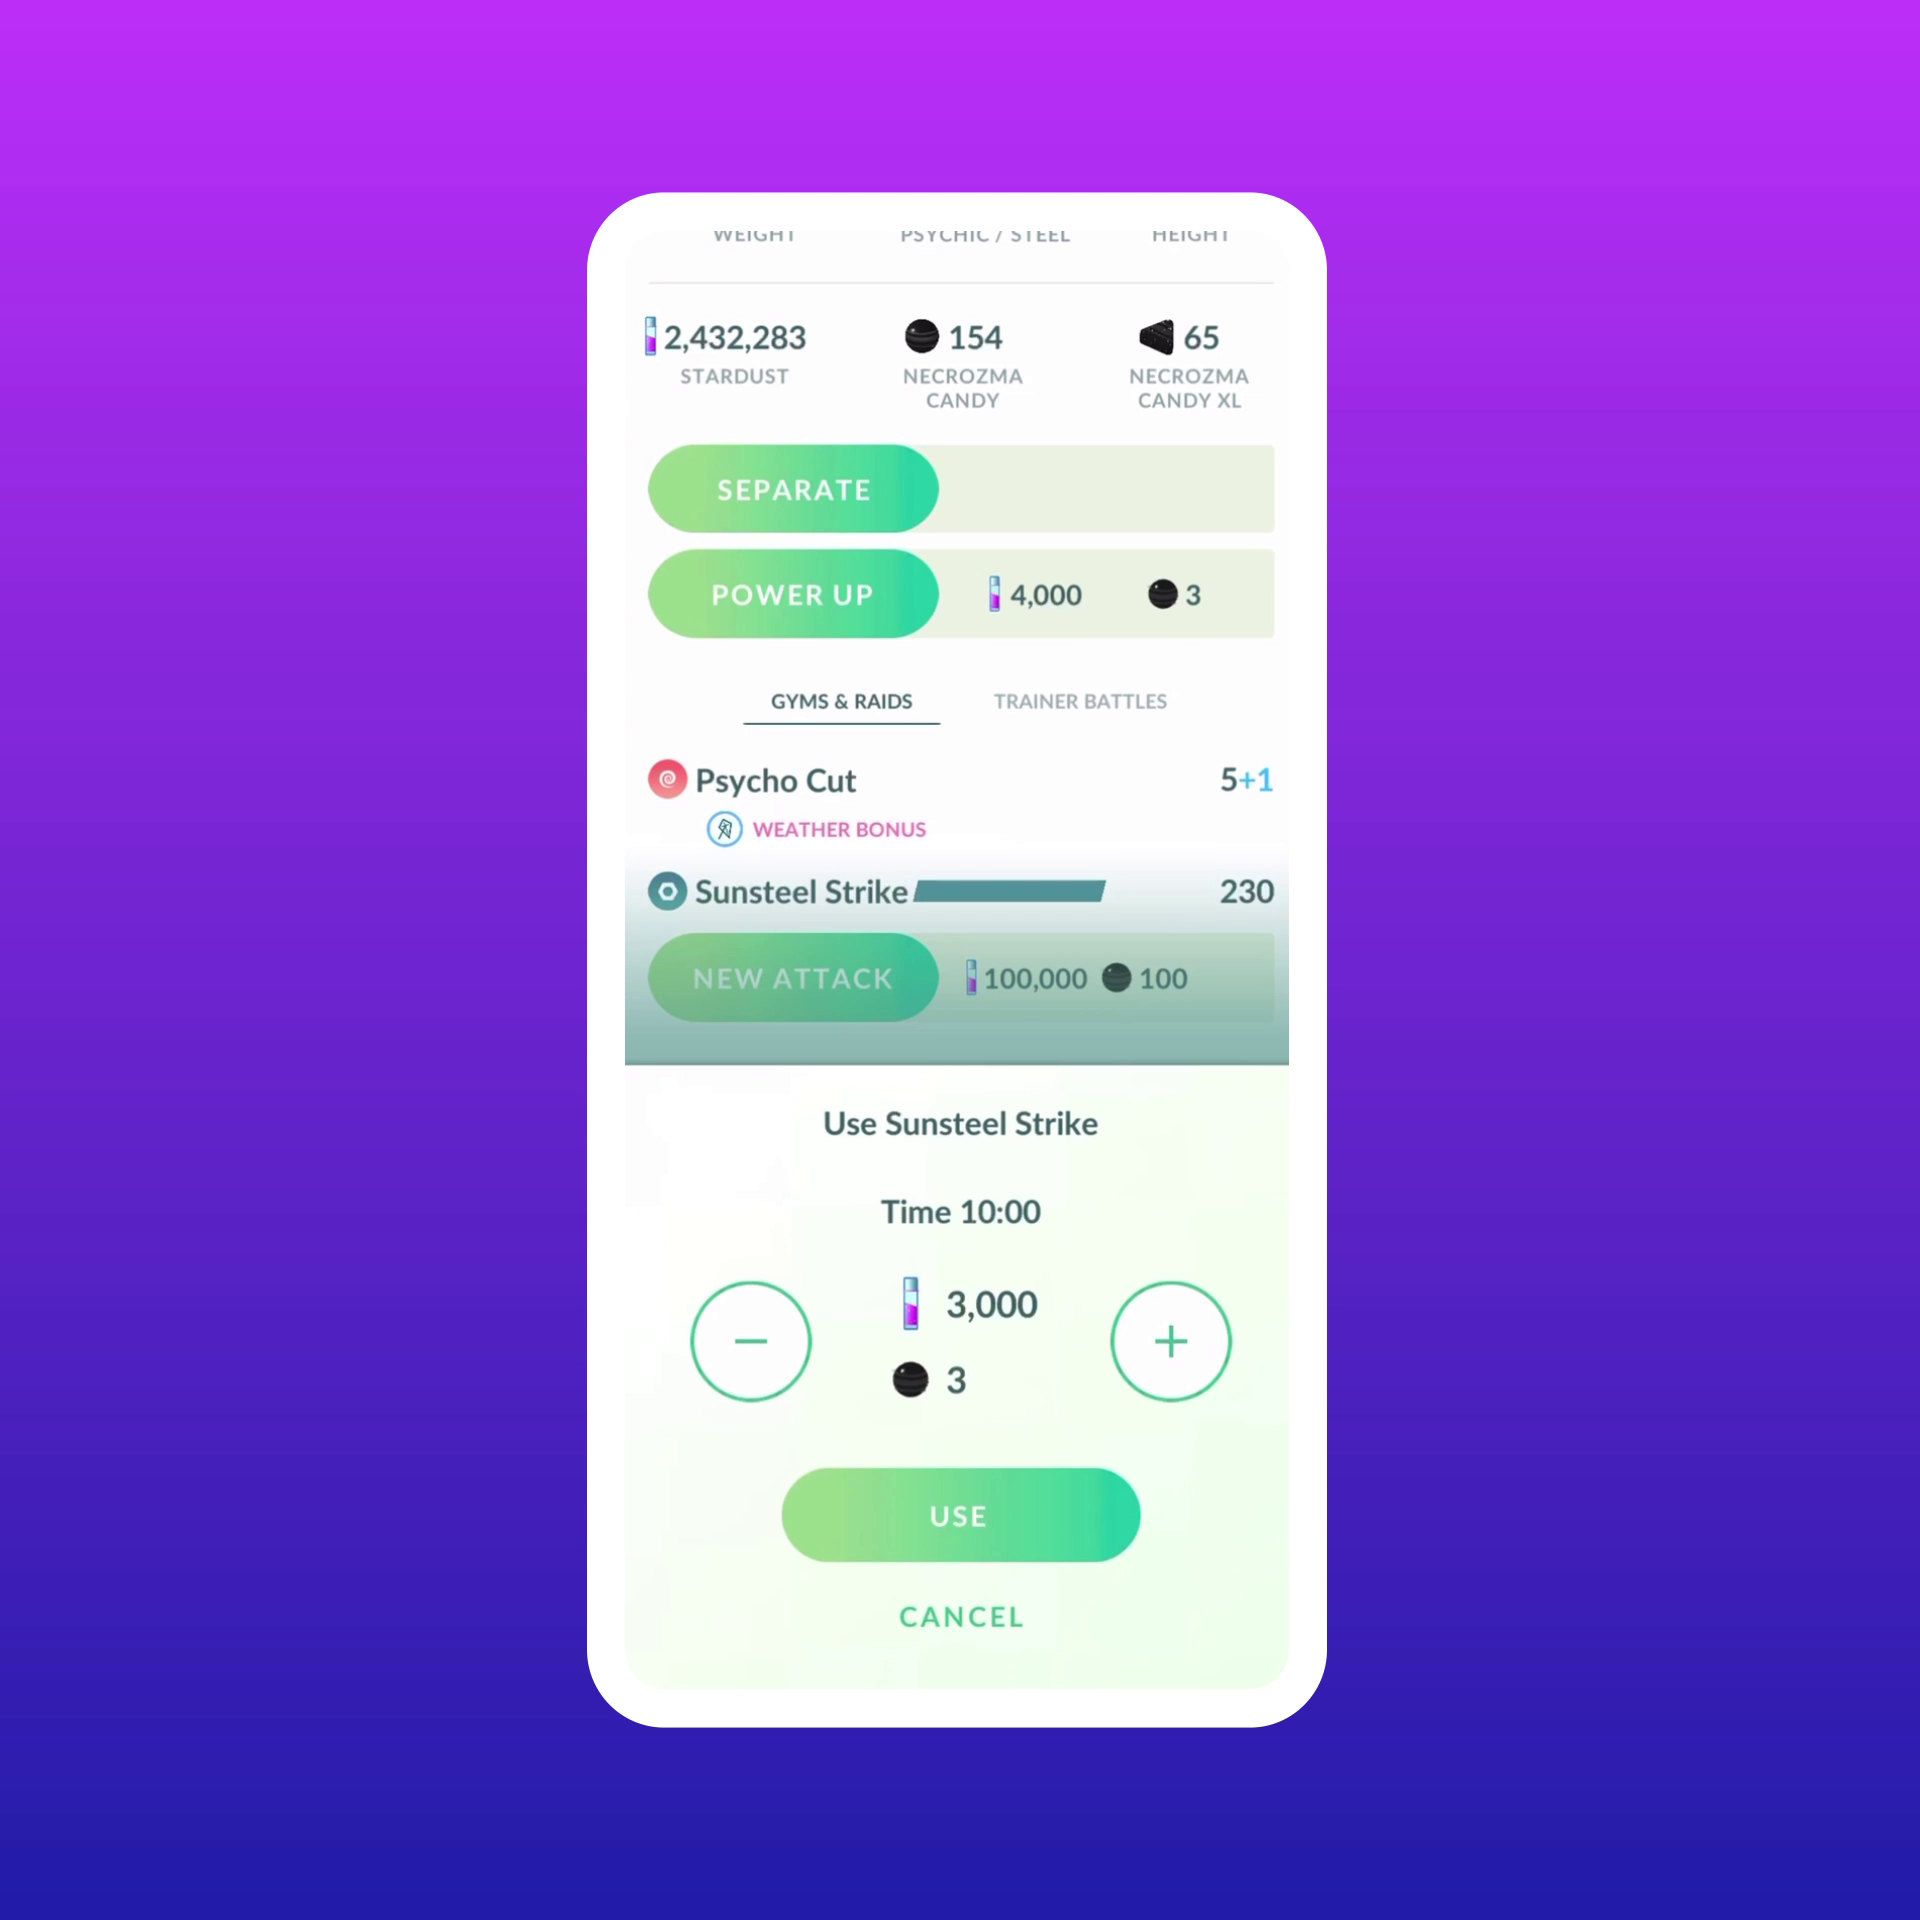 WEIGHT PSYCHIC / STEEL HEIGHT
2,432,283 154 65
STARDUST NECROZMA CANDY NECROZMA CANDY XL
SEPARATE
POWER UP 4,000 3
GYMS & RAIDS TRAINER BATTLES
Psycho Cut 5+1
WEATHER BONUS
Sunsteel Strike 230
NEW ATTACK 100,000 100
Use Sunsteel Strike
Time 10:00
3,000
− 3 +
USE
CANCEL